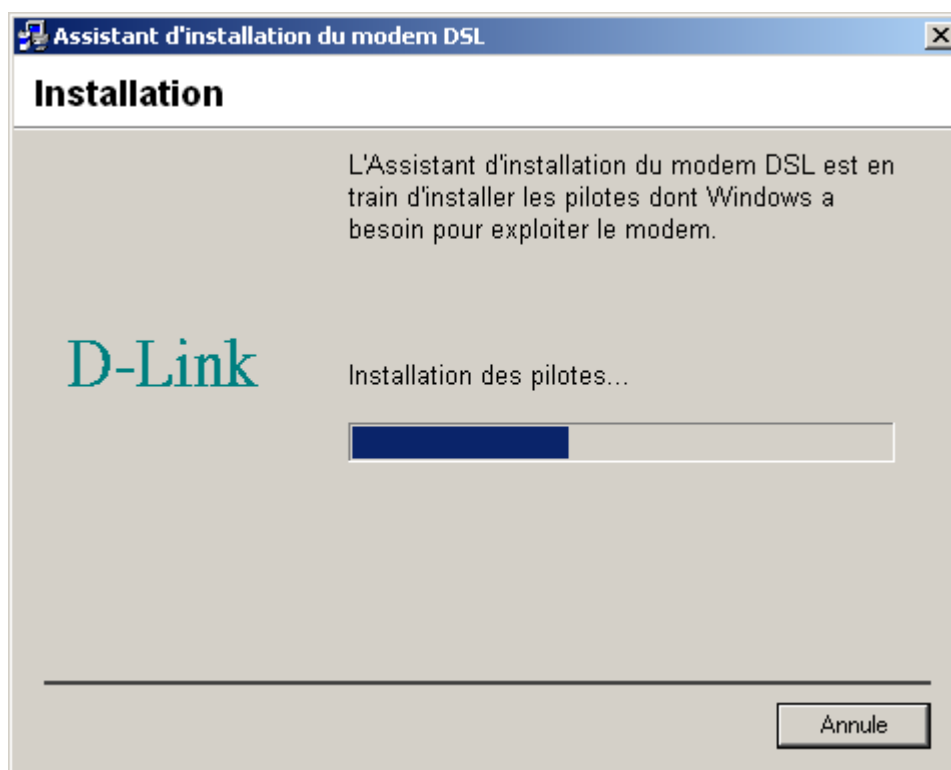 Assistant d'installation du modem DSL
Installation
L'Assistant d'installation du modem DSL est en
train d'installer les pilotes dont Windows a
besoin pour exploiter le modem.
D-Link
Installation des pilotes...
Annule